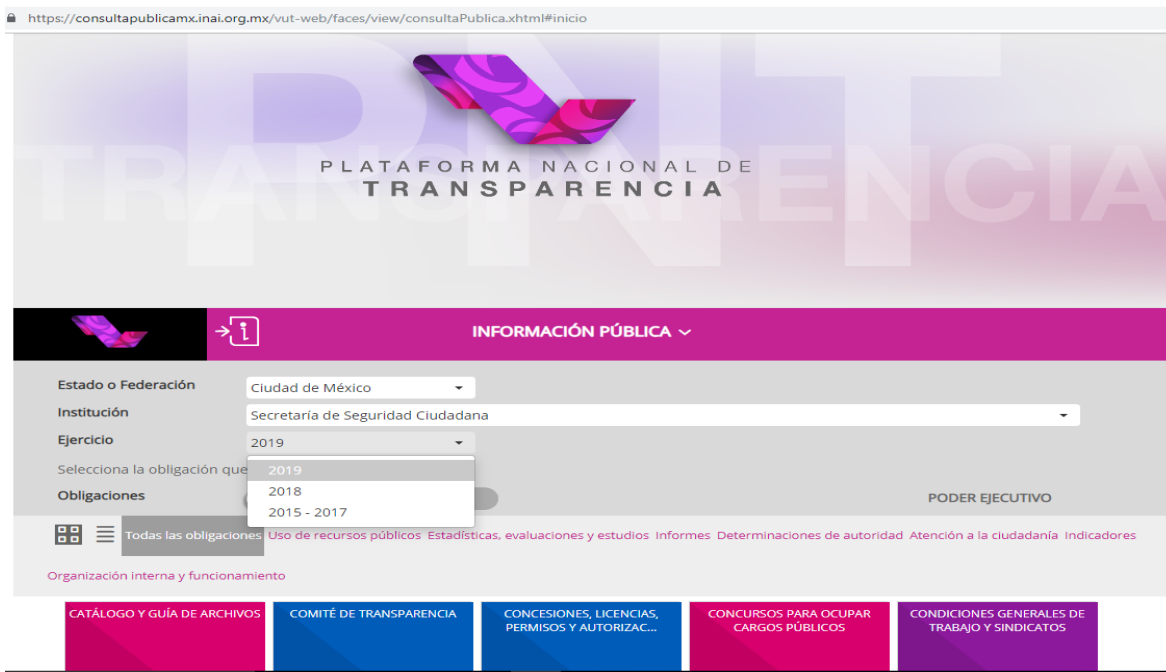 https://consultapublicamx.inai.org.mx/vut-web/faces/view/consultaPublica.xhtml#inicio
PNT
TRANSPARENCIA
PLATAFORMA NACIONAL DE
TRANSPARENCIA
INFORMACIÓN PÚBLICA
Estado o Federación
Ciudad de México
Institución
Secretaría de Seguridad Ciudadana
Ejercicio
2019
Selecciona la obligación que
2019
2018
2015 - 2017
Obligaciones
PODER EJECUTIVO
Todas las obligaciones Uso de recursos públicos Estadísticas, evaluaciones y estudios Informes Determinaciones de autoridad Atención a la ciudadanía Indicadores
Organización interna y funcionamiento
CATÁLOGO Y GUÍA DE ARCHIVOS
COMITÉ DE TRANSPARENCIA
CONCESIONES, LICENCIAS,
PERMISOS Y AUTORIZAC...
CONCURSOS PARA OCUPAR
CARGOS PÚBLICOS
CONDICIONES GENERALES DE
TRABAJO Y SINDICATOS